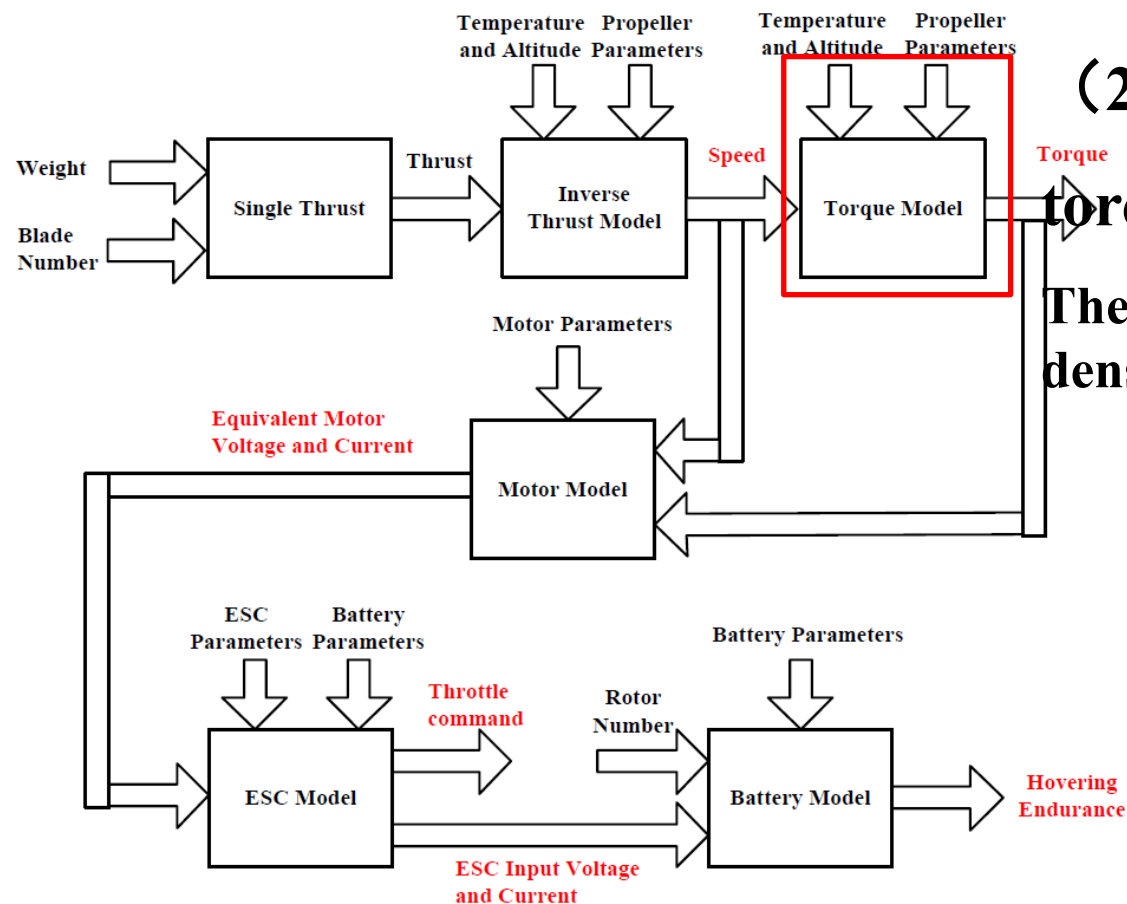 Temperature
and Altitude
Propeller
Parameters
Temperature
and Altitude
Propeller
Parameters
（2
Weight
Blade
Number
Single Thrust
Thrust
Inverse
Thrust Model
Speed
Torque Model
Torque
The
dens
Motor Parameters
Equivalent Motor
Voltage and Current
Motor Model
ESC
Parameters
Battery
Parameters
Throttle
command
Rotor
Number
Battery Parameters
ESC Model
Battery Model
Hovering
Endurance
ESC Input Voltage
and Current